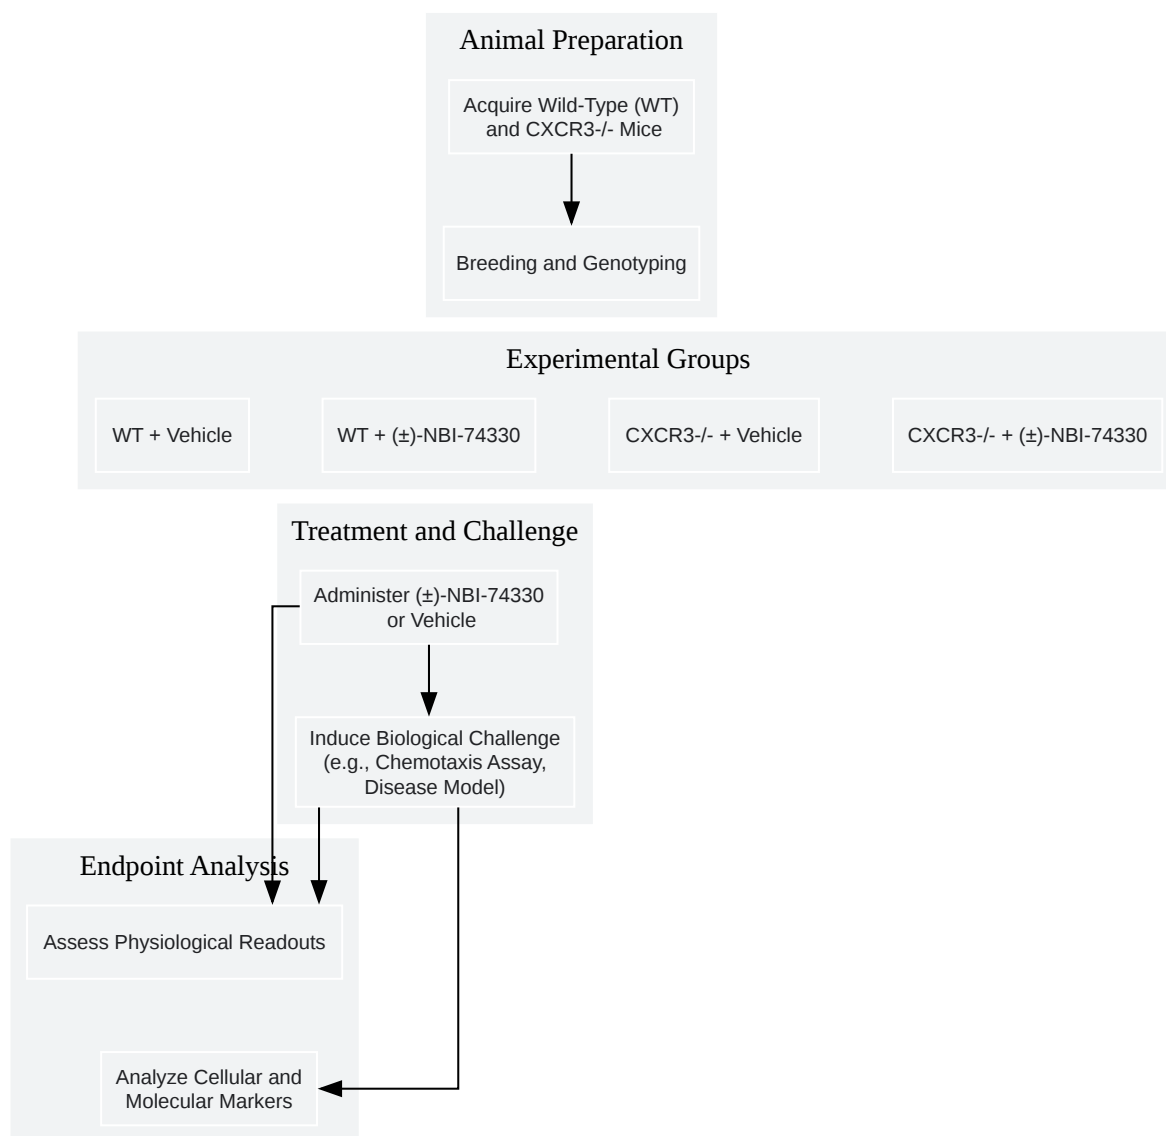 Animal Preparation
Acquire Wild-Type (WT)
and CXCR3-/- Mice
Breeding and Genotyping
Experimental Groups
WT + Vehicle
WT + (±)-NBI-74330
CXCR3-/- + Vehicle
CXCR3-/- + (±)-NBI-74330
Treatment and Challenge
Administer (±)-NBI-74330
or Vehicle
Induce Biological Challenge
(e.g., Chemotaxis Assay,
Disease Model)
Endpoint Analysis
Assess Physiological Readouts
Analyze Cellular and
Molecular Markers